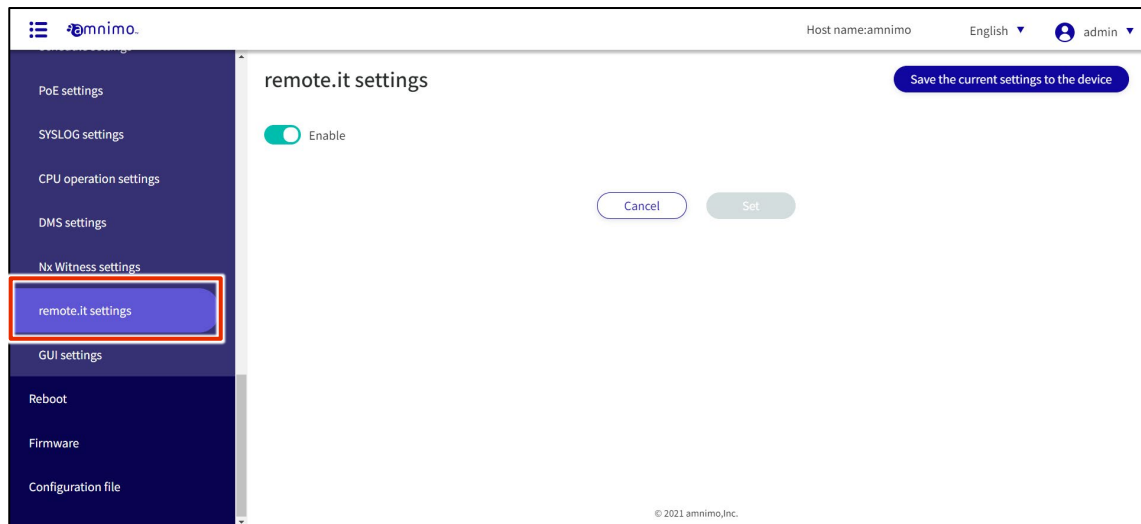 amnimo
Host name:amnimo
English
admin
PoE settings
SYSLOG settings
CPU operation settings
DMS settings
Nx Witness settings
remote.it settings
GUI settings
Reboot
Firmware
Configuration file
remote.it settings
Save the current settings to the device
Enable
Cancel
Set
© 2021 amnimo,Inc.